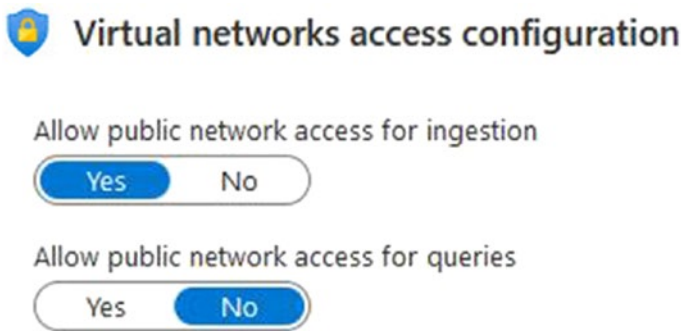 Virtual networks access configuration
Allow public network access for ingestion
Yes No
Allow public network access for queries
Yes No